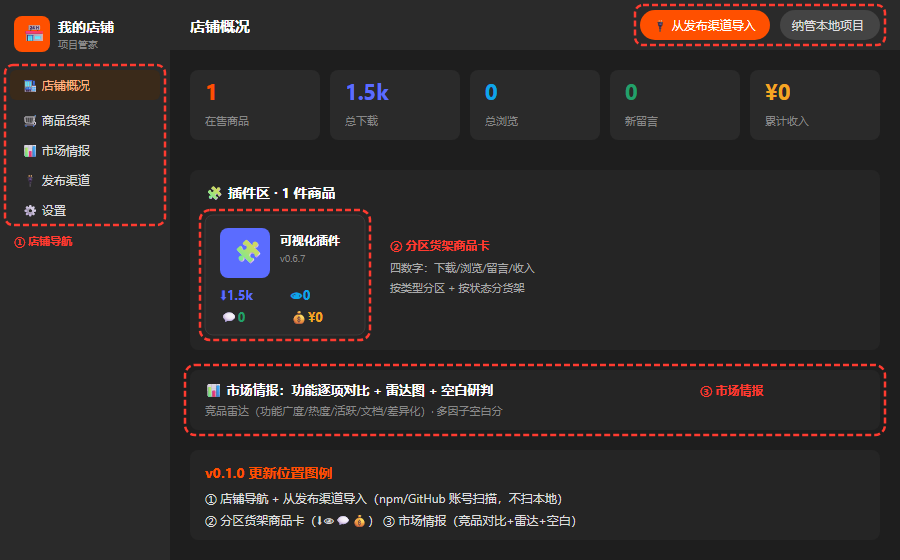 我的店铺
项目管家
店铺概况
从发布渠道导入
纳管本地项目
店铺概况
商品货架
市场情报
发布渠道
设置
① 店铺导航
1
在售商品
1.5k
总下载
0
总浏览
0
新留言
¥0
累计收入
插件区 · 1 件商品
可视化插件
v0.6.7
⬇1.5k
👁0
💬0
💰¥0
② 分区货架商品卡
四数字：下载/浏览/留言/收入
按类型分区 + 按状态分货架
市场情报：功能逐项对比 + 雷达图 + 空白研判
竞品雷达（功能广度/热度/活跃/文档/差异化）· 多因子空白分
③ 市场情报
v0.1.0 更新位置图例
① 店铺导航 + 从发布渠道导入（npm/GitHub 账号扫描，不扫本地）
② 分区货架商品卡（⬇👁💬💰） ③ 市场情报（竞品对比+雷达+空白）